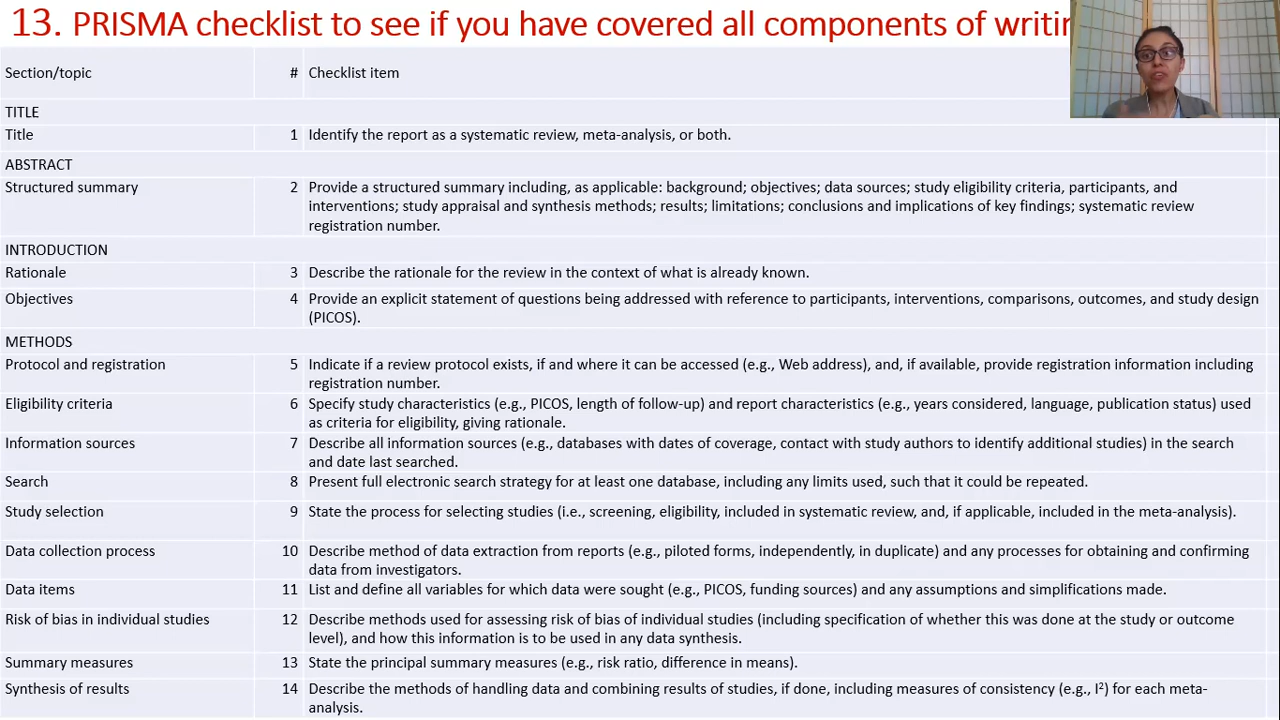 13. PRISMA checklist to see if you have covered all components of
Section/topic # Checklist item
TITLE
Title 1 Identify the report as a systematic review, meta-analysis, or both.
ABSTRACT
Structured summary 2 Provide a structured summary including, as applicable: background; objectives; data sources; study eligibility criteria, participants, and
interventions; study appraisal and synthesis methods; results; limitations; conclusions and implications of key findings; systematic review
registration number.
INTRODUCTION
Rationale 3 Describe the rationale for the review in the context of what is already known.
Objectives 4 Provide an explicit statement of questions being addressed with reference to participants, interventions, comparisons, outcomes, and study design
(PICOS).
METHODS
Protocol and registration 5 Indicate if a review protocol exists, if and where it can be accessed (e.g., Web address), and, if available, provide registration information including
registration number.
Eligibility criteria 6 Specify study characteristics (e.g., PICOS, length of follow-up) and report characteristics (e.g., years considered, language, publication status) used
as criteria for eligibility, giving rationale.
Information sources 7 Describe all information sources (e.g., databases with dates of coverage, contact with study authors to identify additional studies) in the search
and date last searched.
Search 8 Present full electronic search strategy for at least one database, including any limits used, such that it could be repeated.
Study selection 9 State the process for selecting studies (i.e., screening, eligibility, included in systematic review, and, if applicable, included in the meta-analysis).
Data collection process 10 Describe method of data extraction from reports (e.g., piloted forms, independently, in duplicate) and any processes for obtaining and confirming
data from investigators.
Data items 11 List and define all variables for which data were sought (e.g., PICOS, funding sources) and any assumptions and simplifications made.
Risk of bias in individual studies 12 Describe methods used for assessing risk of bias of individual studies (including specification of whether this was done at the study or outcome
level), and how this information is to be used in any data synthesis.
Summary measures 13 State the principal summary measures (e.g., risk ratio, difference in means).
Synthesis of results 14 Describe the methods of handling data and combining results of studies, if done, including measures of consistency (e.g., I²) for each meta-
analysis.